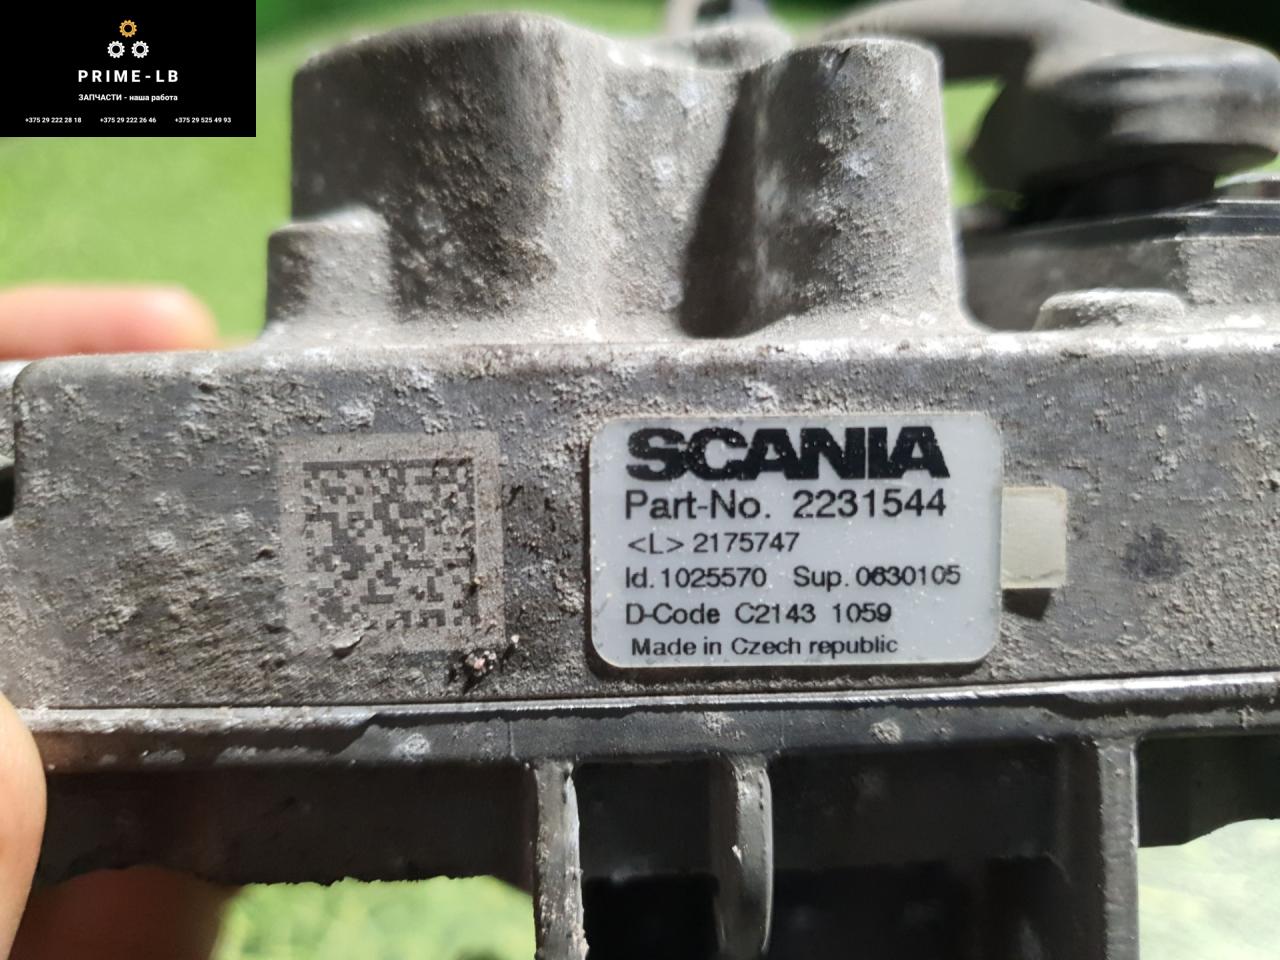 PRIME-LB
ЗАПЧАСТИ - наша работа
+375 29 222 28 18 +375 29 222 26 46 +375 29 525 49 93
SCANIA
Part-No. 2231544
<L> 2175747
Id. 1025570 Sup. 0630105
D-Code C2143 1059
Made in Czech republic